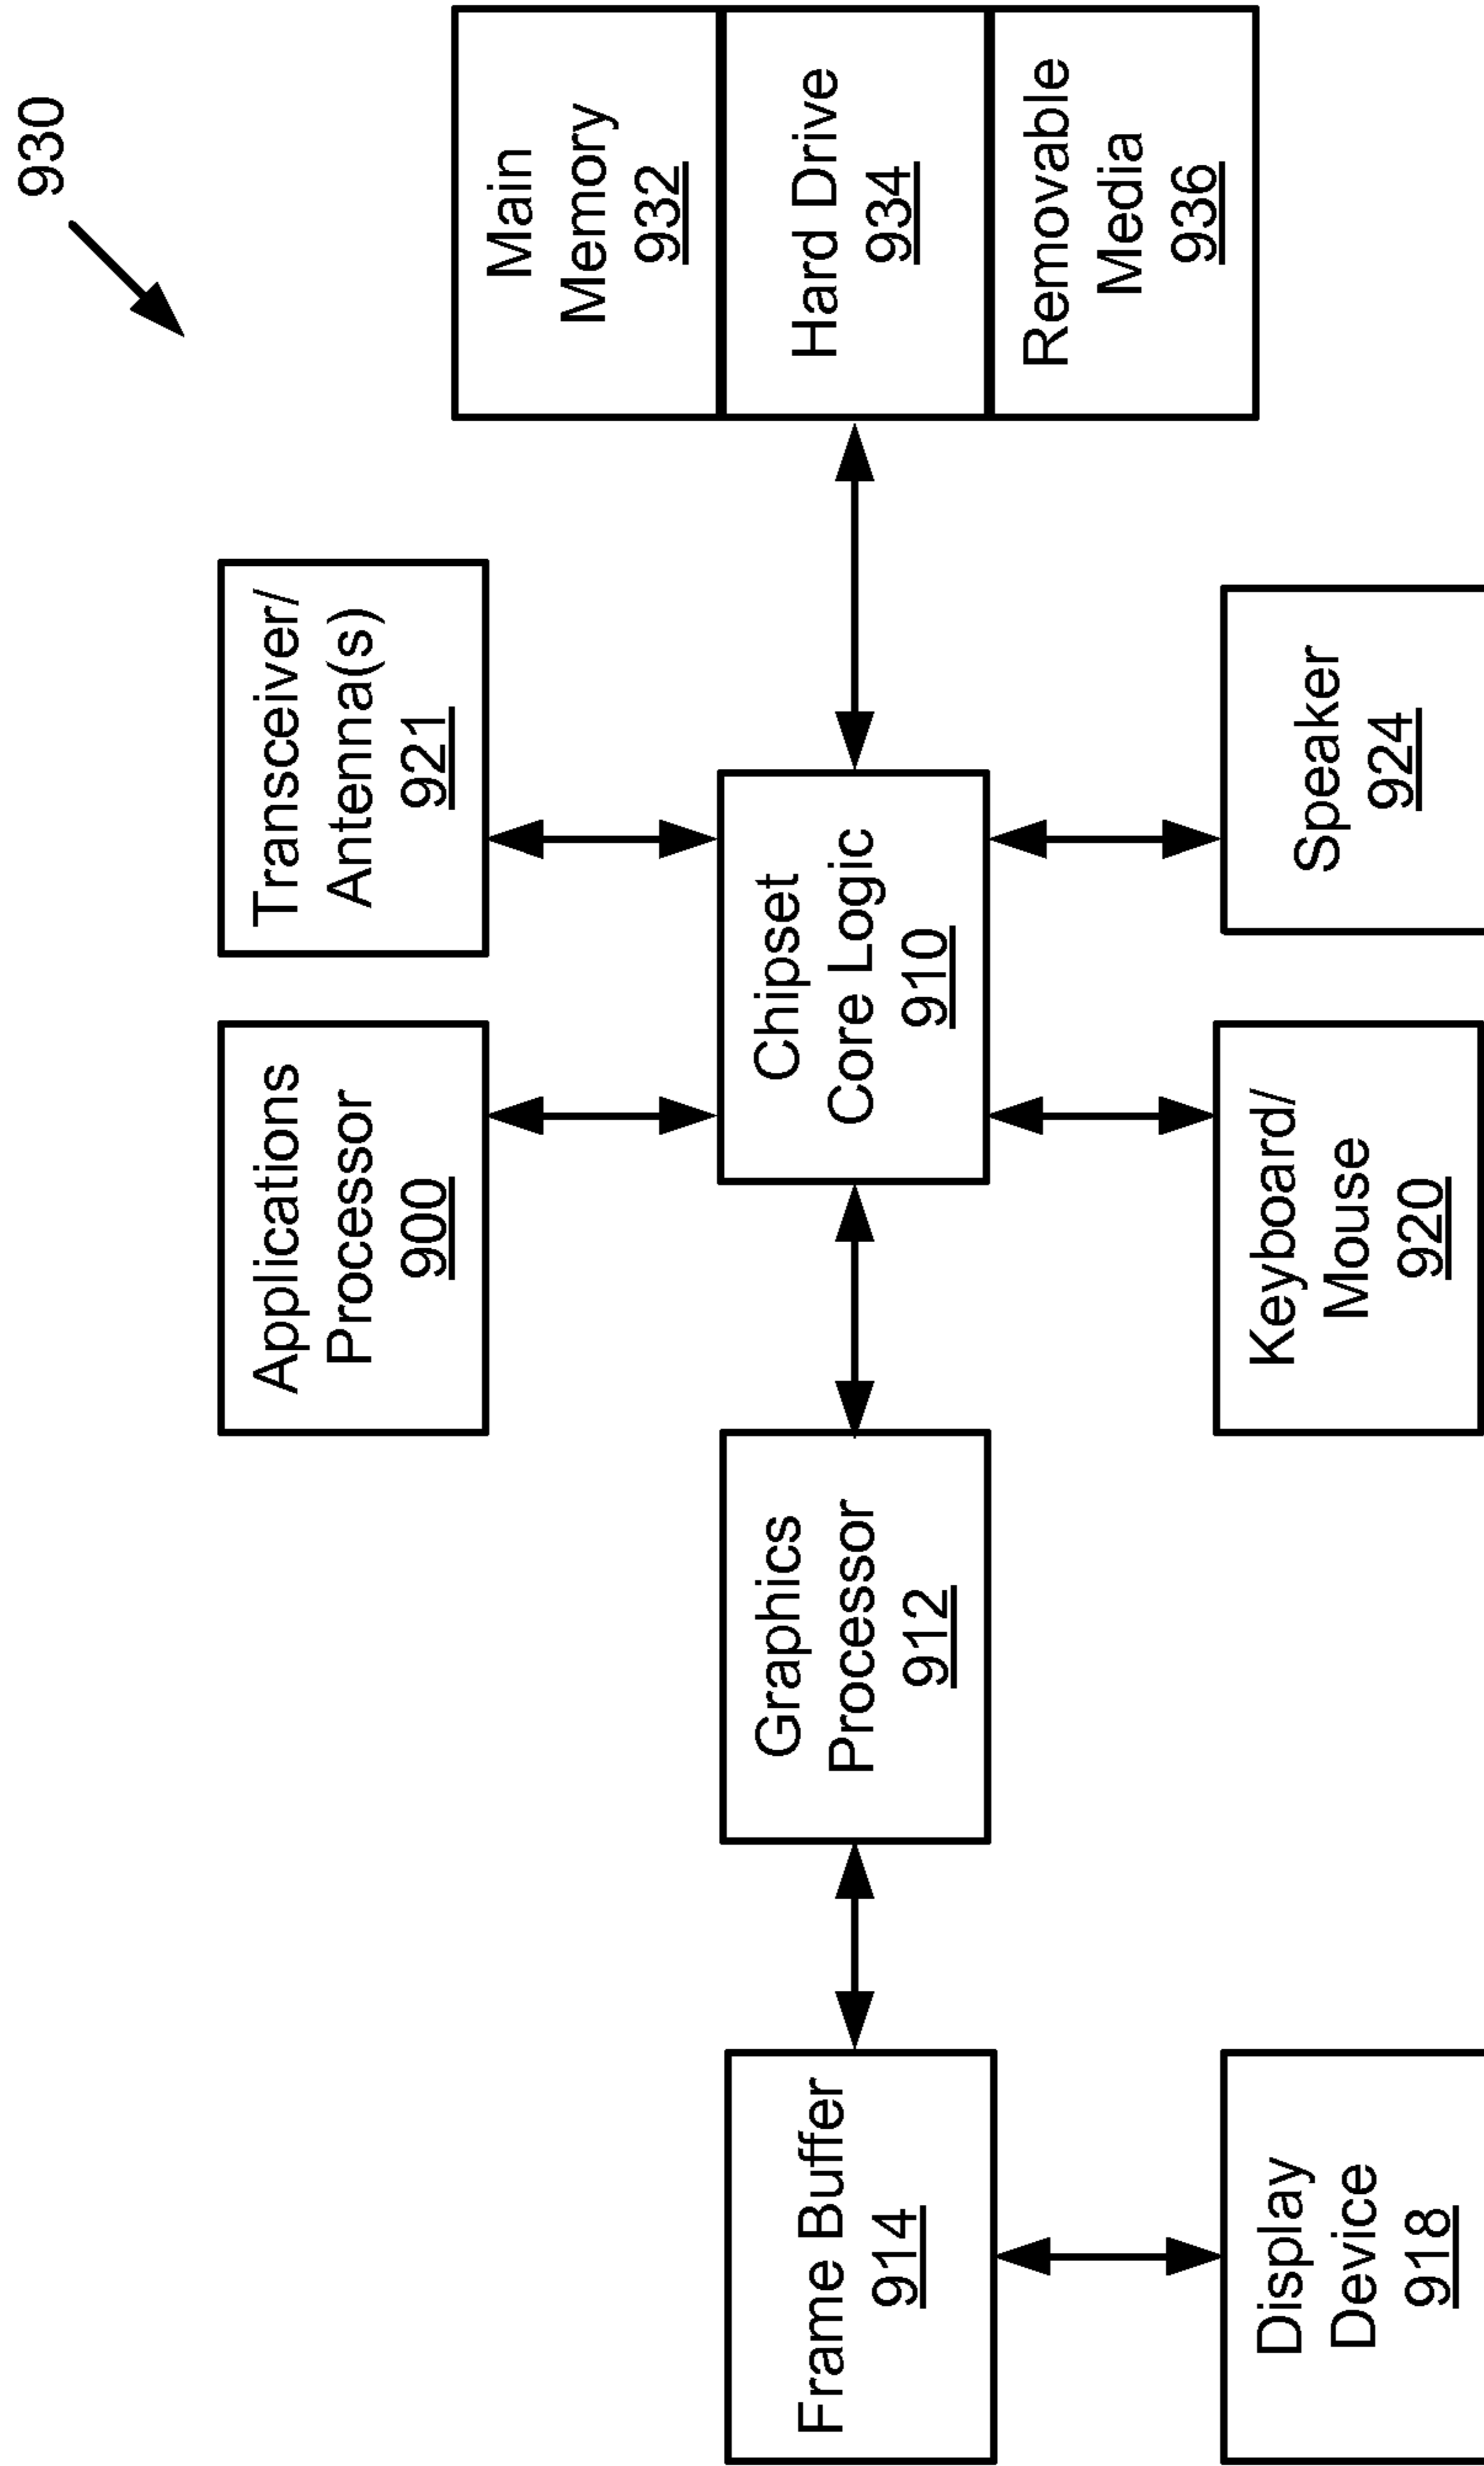 930
Applications
Processor
900
Transceiver/
Antenna(s)
921
Main
Memory
932
Frame Buffer
914
Graphics
Processor
912
Chipset
Core Logic
910
Hard Drive
934
Removable
Media
936
Display
Device
918
Keyboard/
Mouse
920
Speaker
924